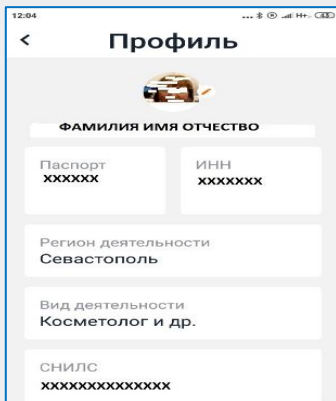 12:04 ... H+ 43
Профиль
ФАМИЛИЯ ИМЯ ОТЧЕСТВО
Паспорт ИНН
xxxxxx xxxxxxx
Регион деятельности
Севастополь
Вид деятельности
Косметолог и др.
СНИЛС
xxxxxxxxxxxxxx